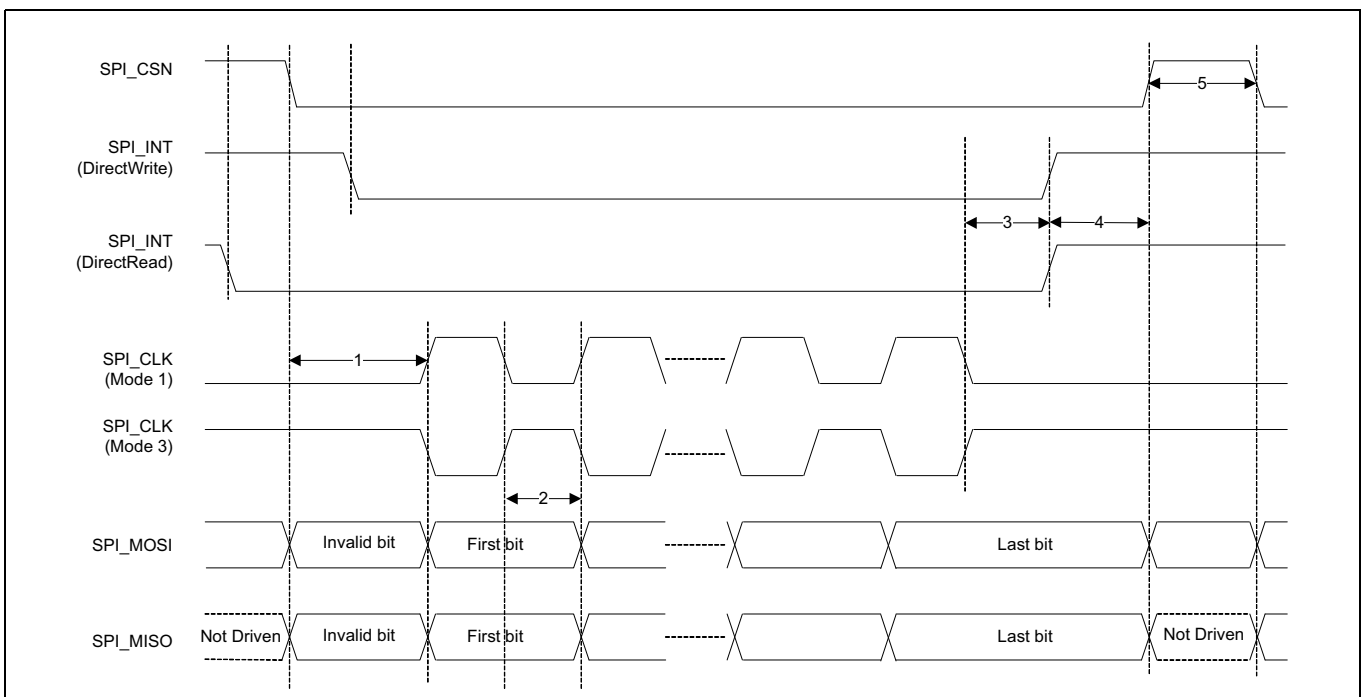 SPI_CSN
5
SPI_INT
(DirectWrite)
3
4
SPI_INT
(DirectRead)
SPI_CLK
(Mode 1)
1
SPI_CLK
(Mode 3)
2
SPI_MOSI
Invalid bit
First bit
Last bit
SPI_MISO
Not Driven
Invalid bit
First bit
Last bit
Not Driven